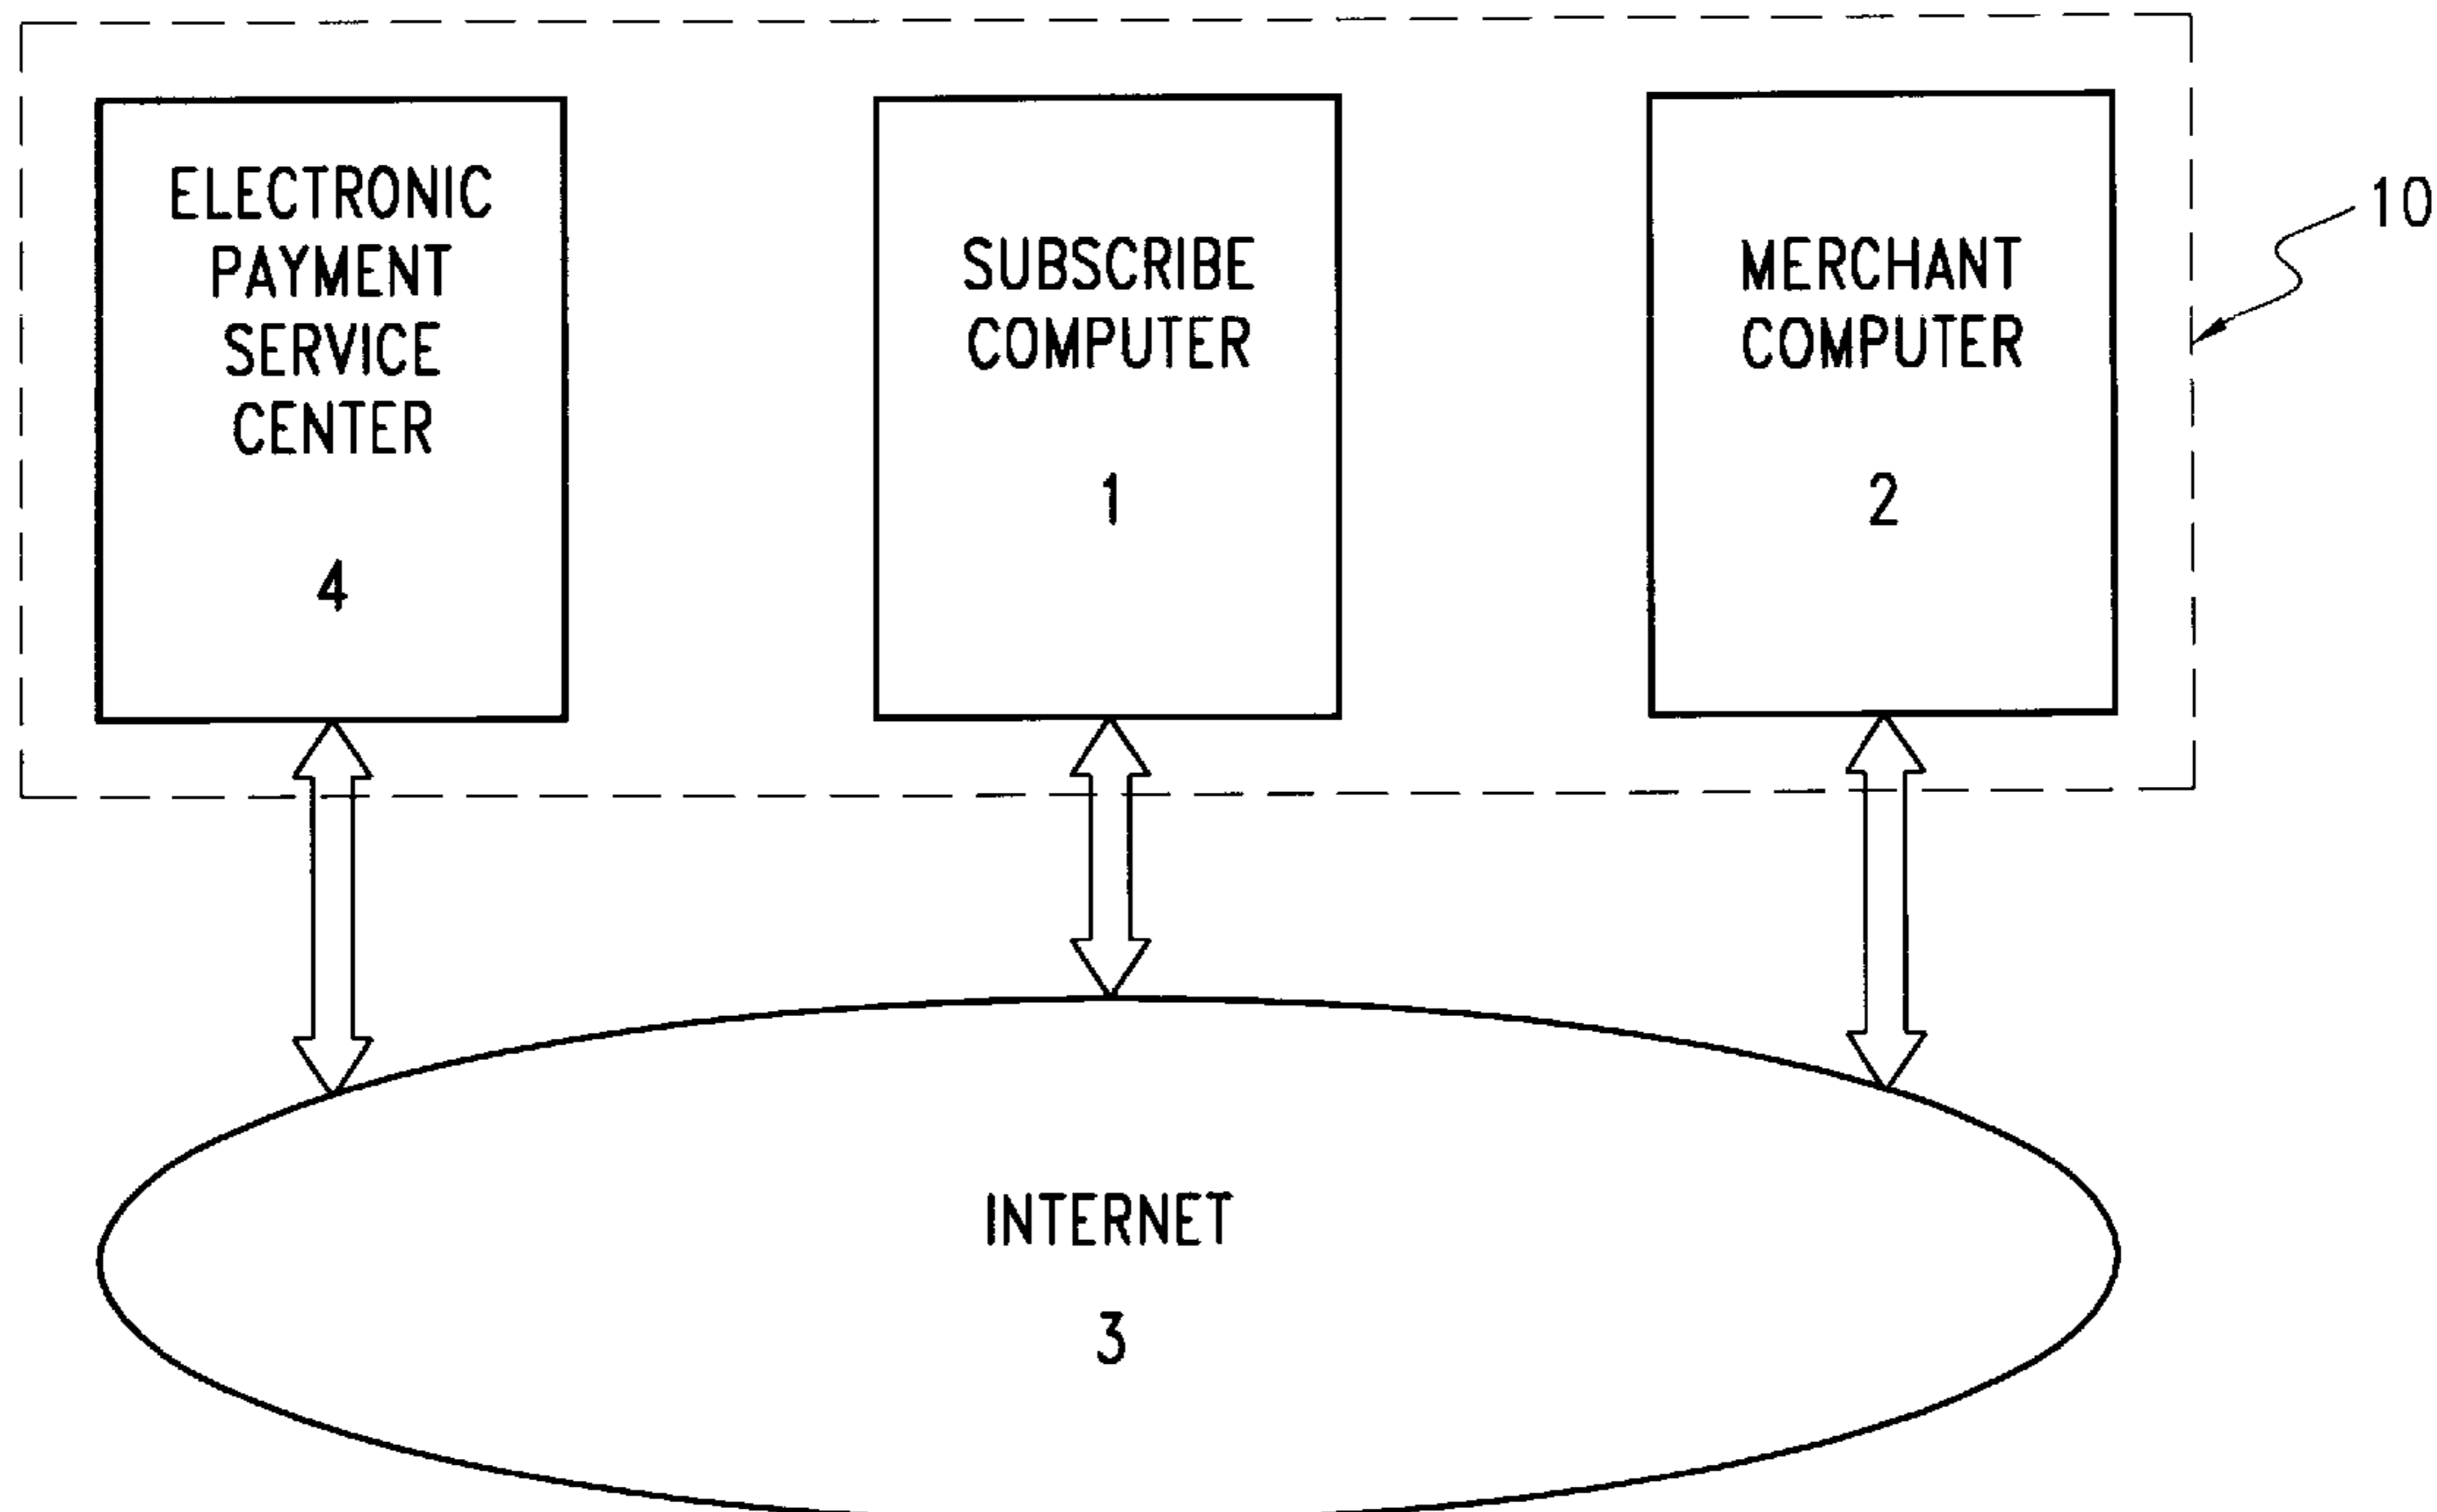 ELECTRONIC
PAYMENT
SERVICE
CENTER
4
SUBSCRIBE
COMPUTER
1
MERCHANT
COMPUTER
2
10
INTERNET
3